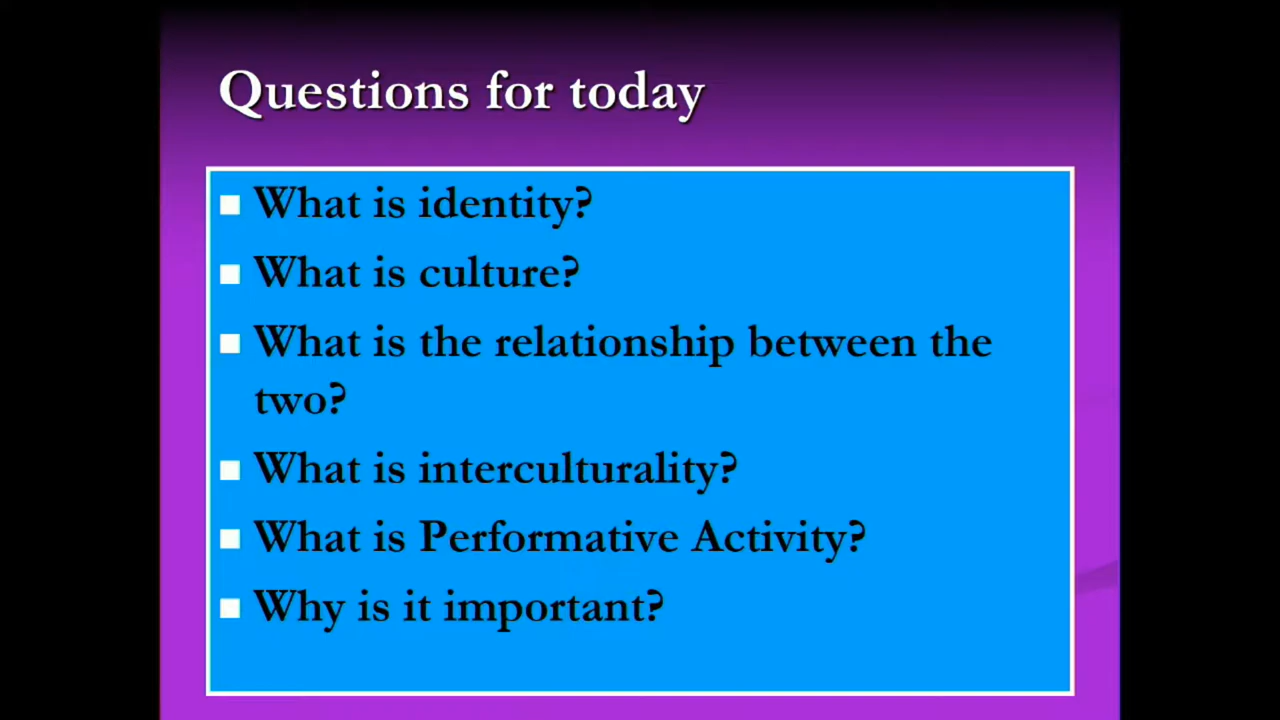 Questions for today
What is identity?
What is culture?
What is the relationship between the
two?
What is interculturality?
What is Performative Activity?
Why is it important?